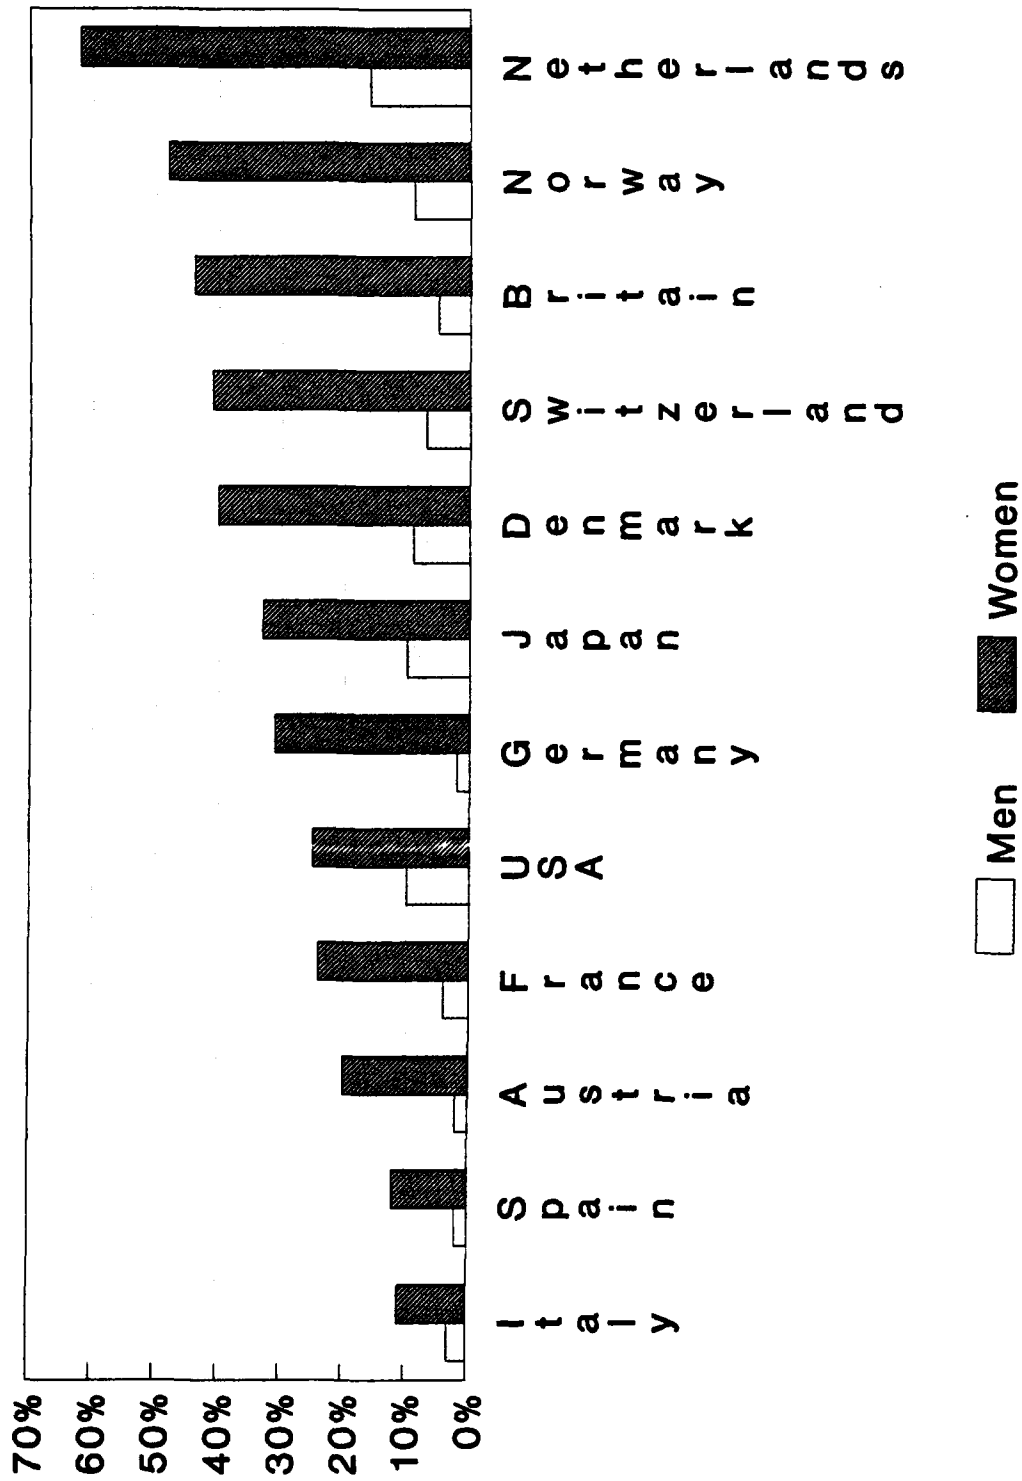 70%
60%
50%
40%
30%
20%
10%
0%
Italy
Spain
Austria
France
USA
Germany
Japan
Denmark
Switzerland
Britain
Norway
Netherlands
Men
Women